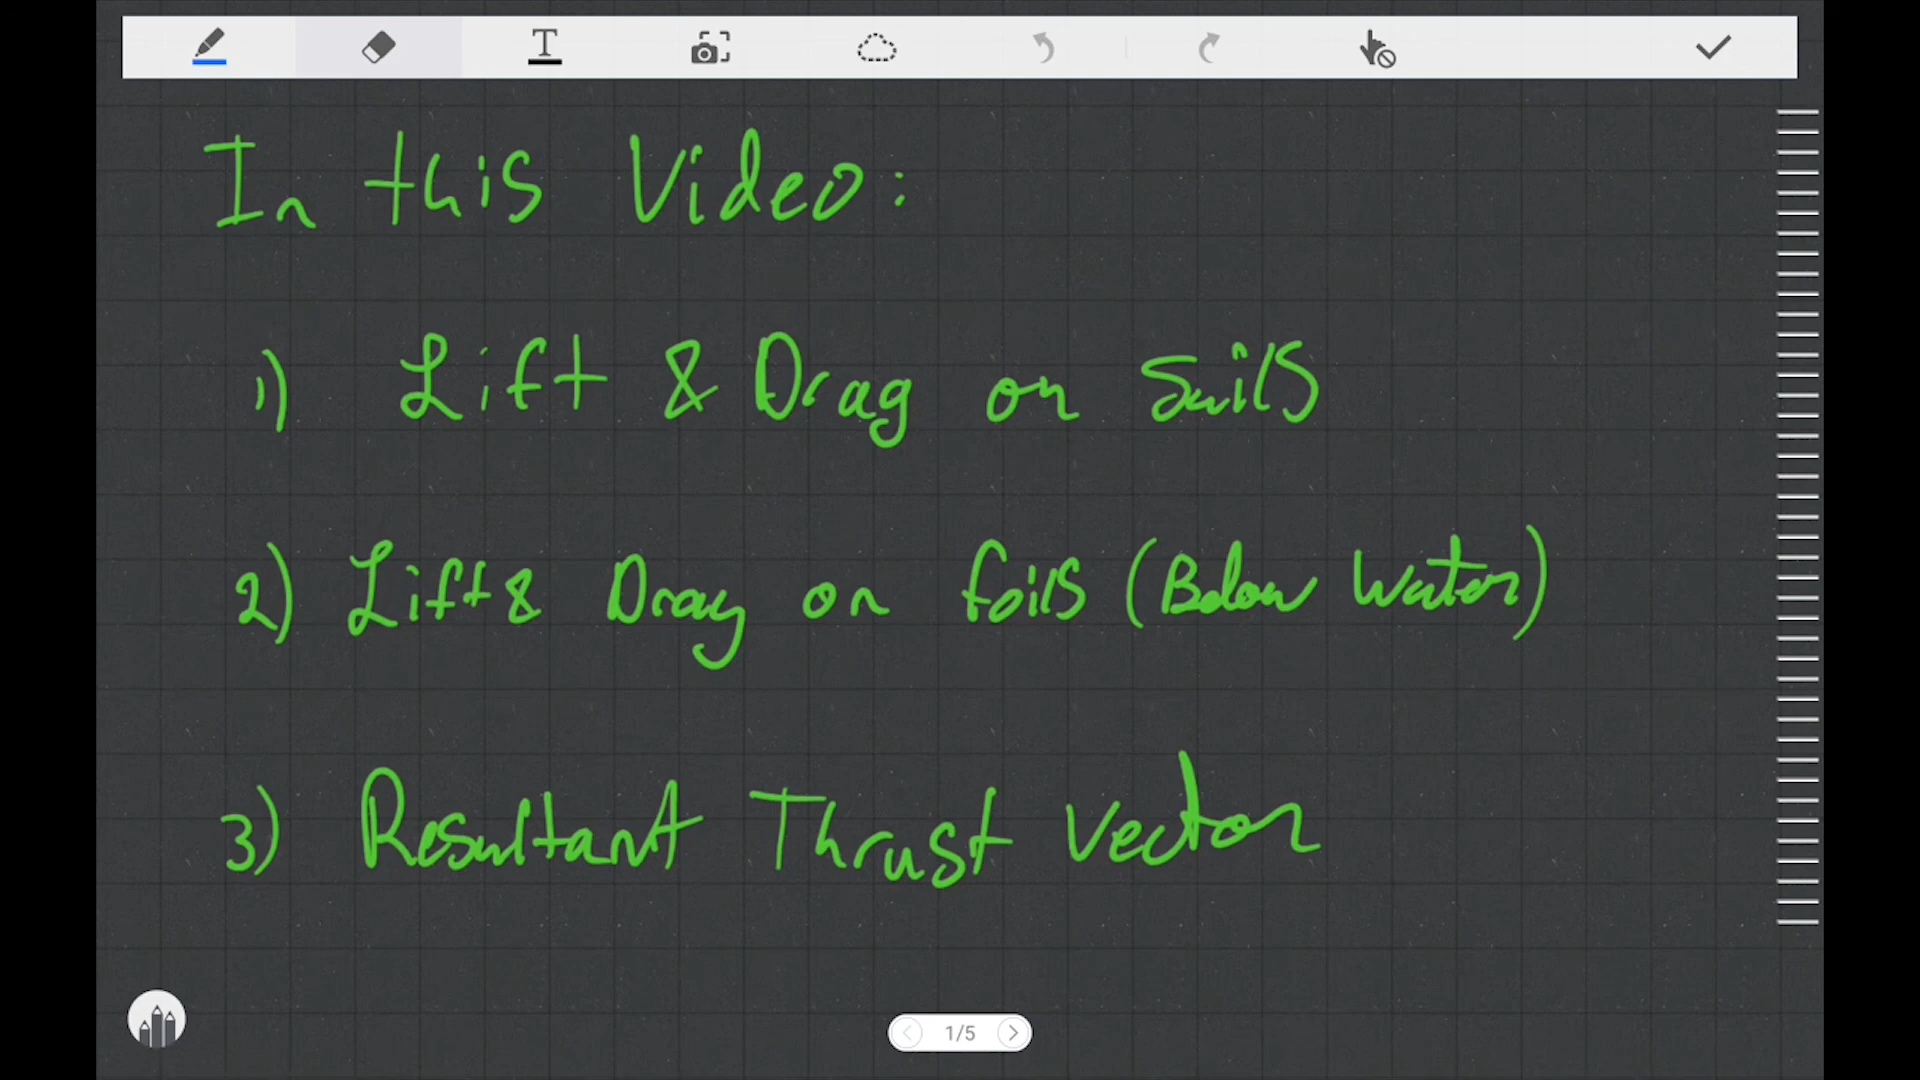 In this Video:
1) Lift & Drag on Sails
2) Lift & Drag on foils (Below Water)
3) Resultant Thrust Vector
1/5